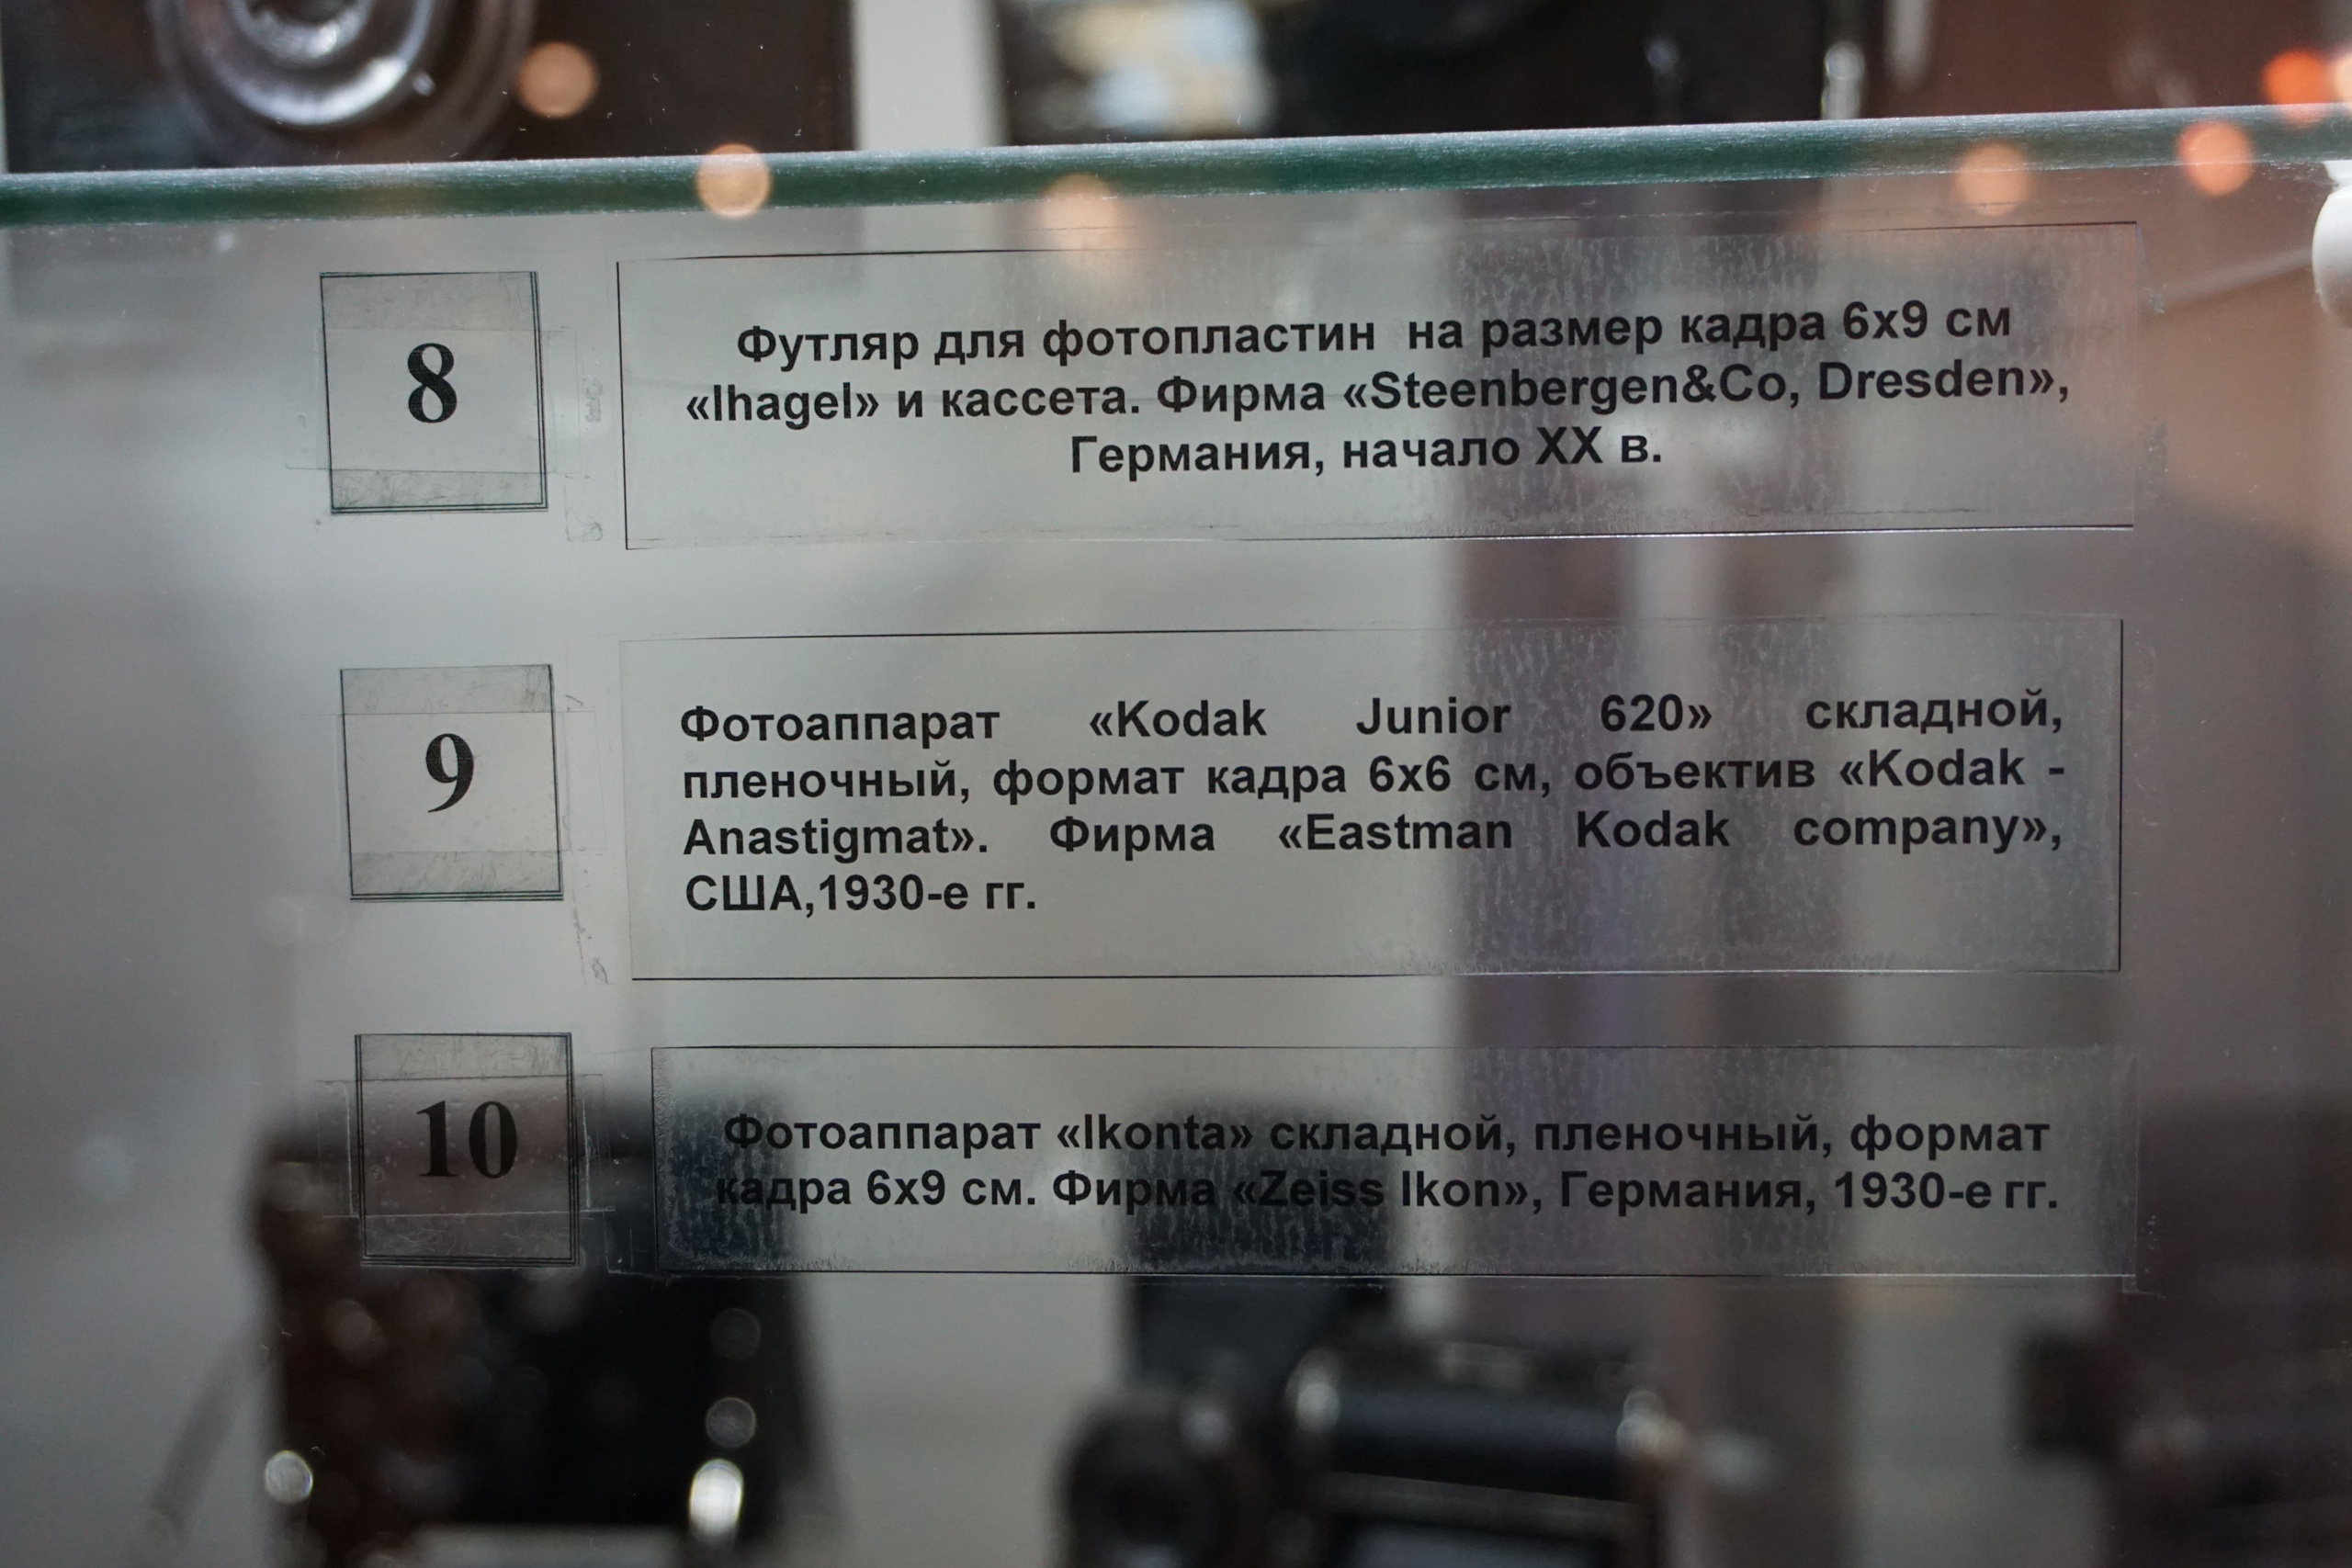 8
Футляр для фотопластин на размер кадра 6х9 см
«Ihagel» и кассета. Фирма «Steenbergen&Co, Dresden»,
Германия, начало XX в.
9
Фотоаппарат «Kodak Junior 620» складной,
пленочный, формат кадра 6х6 см, объектив «Kodak -
Anastigmat». Фирма «Eastman Kodak company»,
США,1930-е гг.
10
Фотоаппарат «Ikonta» складной, пленочный, формат
кадра 6х9 см. Фирма «Zeiss Ikon», Германия, 1930-е гг.